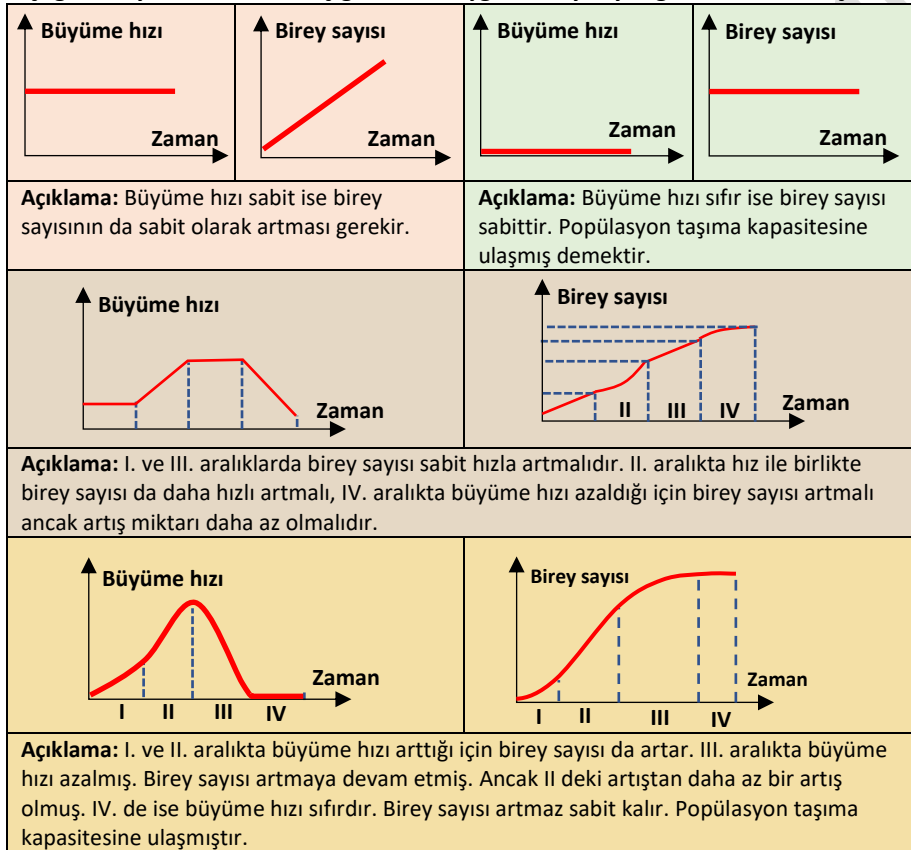 Büyüme hızı
Zaman
Birey sayısı
Zaman
Büyüme hızı
Zaman
Birey sayısı
Zaman
Açıklama: Büyüme hızı sabit ise birey
sayısının da sabit olarak artması gerekir.
Açıklama: Büyüme hızı sıfır ise birey sayısı
sabittir. Popülasyon taşıma kapasitesine
ulaşmış demektir.
Büyüme hızı
Zaman
Birey sayısı
II III IV Zaman
Açıklama: I. ve III. aralıklarda birey sayısı sabit hızla artmalıdır. II. aralıkta hız ile birlikte
birey sayısı da daha hızlı artmalı, IV. aralıkta büyüme hızı azaldığı için birey sayısı artmalı
ancak artış miktarı daha az olmalıdır.
Büyüme hızı
Zaman
I II III IV
Birey sayısı
Zaman
I II III IV
Açıklama: I. ve II. aralıkta büyüme hızı arttığı için birey sayısı da artar. III. aralıkta büyüme
hızı azalmış. Birey sayısı artmaya devam etmiş. Ancak II deki artıştan daha az bir artış
olmuş. IV. de ise büyüme hızı sıfırdır. Birey sayısı artmaz sabit kalır. Popülasyon taşıma
kapasitesine ulaşmıştır.